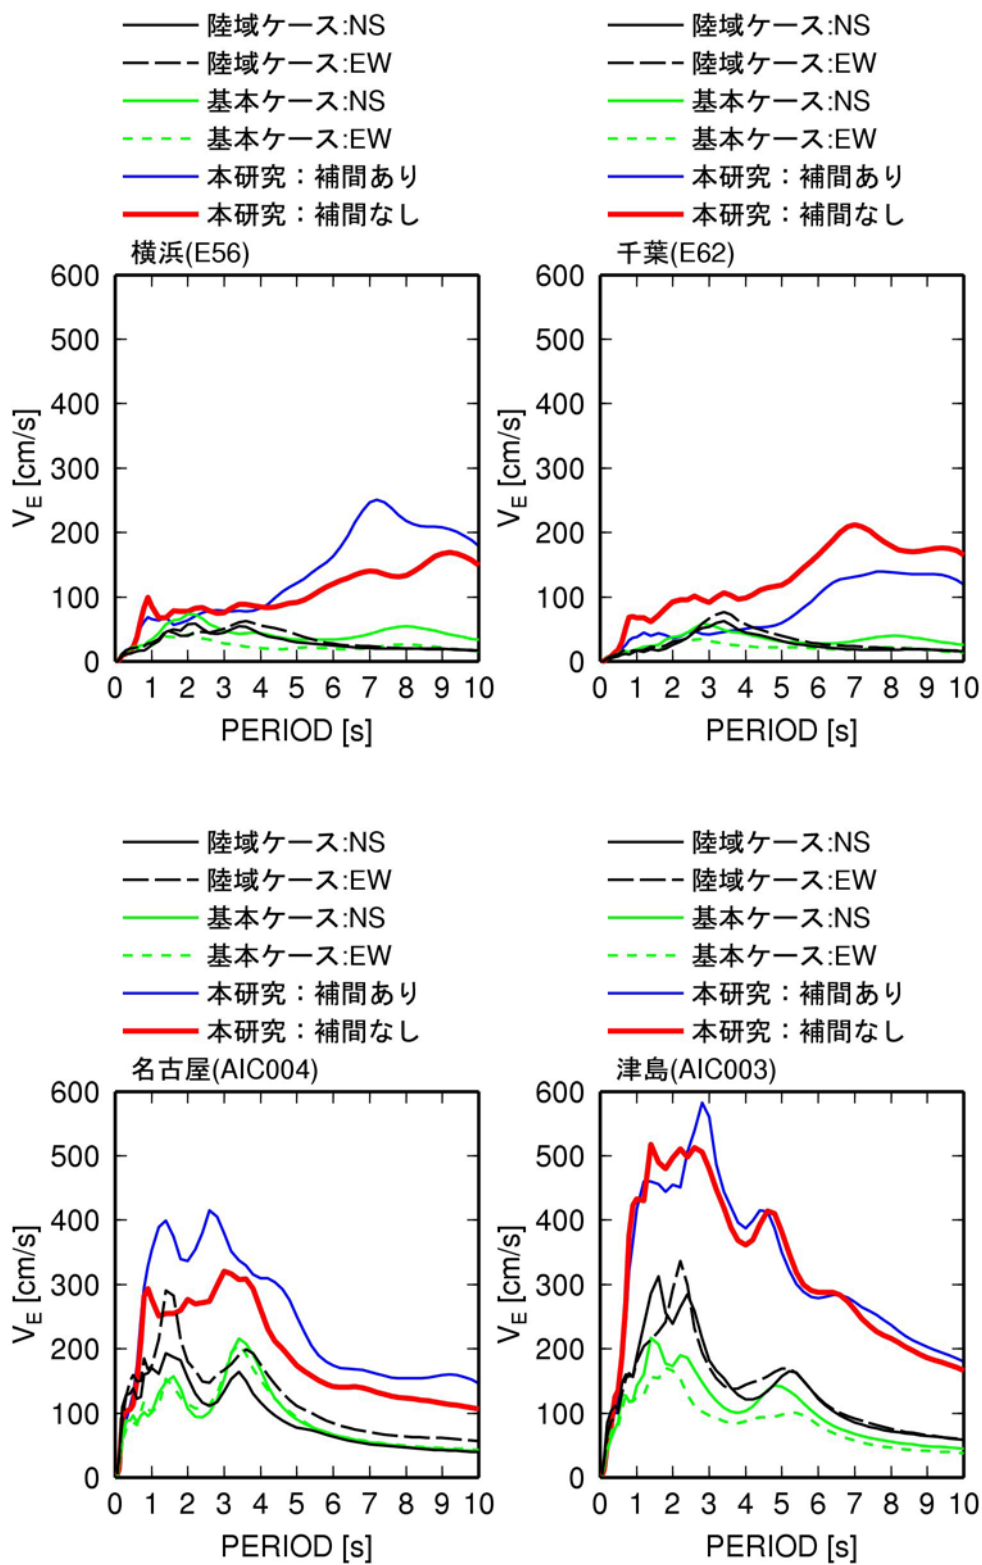 陸域ケース:NS
陸域ケース:EW
基本ケース:NS
基本ケース:EW
本研究：補間あり
本研究：補間なし
横浜(E56)
600
500
400
300
200
100
0
V_E [cm/s]
0 1 2 3 4 5 6 7 8 9 10
PERIOD [s]
陸域ケース:NS
陸域ケース:EW
基本ケース:NS
基本ケース:EW
本研究：補間あり
本研究：補間なし
千葉(E62)
600
500
400
300
200
100
0
V_E [cm/s]
0 1 2 3 4 5 6 7 8 9 10
PERIOD [s]
陸域ケース:NS
陸域ケース:EW
基本ケース:NS
基本ケース:EW
本研究：補間あり
本研究：補間なし
名古屋(AIC004)
600
500
400
300
200
100
0
V_E [cm/s]
0 1 2 3 4 5 6 7 8 9 10
PERIOD [s]
陸域ケース:NS
陸域ケース:EW
基本ケース:NS
基本ケース:EW
本研究：補間あり
本研究：補間なし
津島(AIC003)
600
500
400
300
200
100
0
V_E [cm/s]
0 1 2 3 4 5 6 7 8 9 10
PERIOD [s]